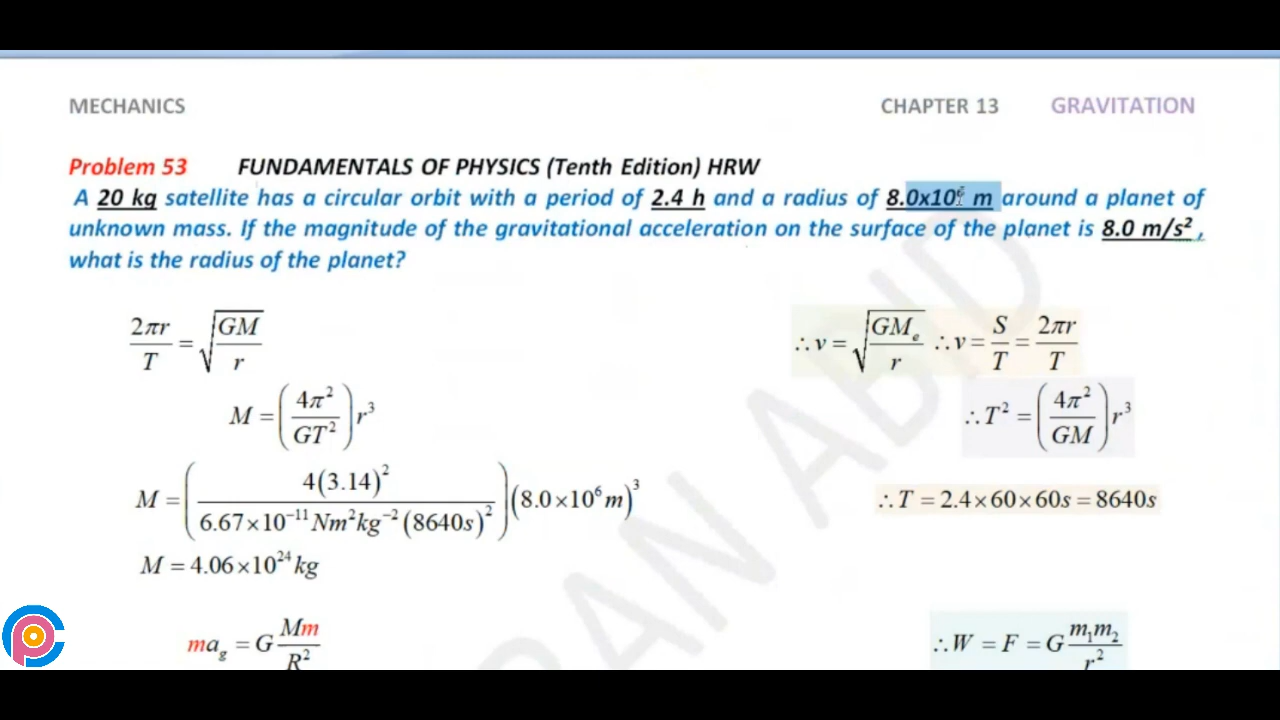 MECHANICS CHAPTER 13 GRAVITATION
Problem 53 FUNDAMENTALS OF PHYSICS (Tenth Edition) HRW
A 20 kg satellite has a circular orbit with a period of 2.4 h and a radius of 8.0x10⁶ m around a planet of
unknown mass. If the magnitude of the gravitational acceleration on the surface of the planet is 8.0 m/s²,
what is the radius of the planet?
2πr/T = √(GM/r) ∴ v = √(GMₑ/r) ∴ v = S/T = 2πr/T
M = (4π²/GT²) r³ ∴ T² = (4π²/GM) r³
M = (4(3.14)²/6.67×10⁻¹¹ Nm²kg⁻² (8640s)²) (8.0×10⁶ m)³ ∴ T = 2.4×60×60s = 8640s
M = 4.06×10²⁴ kg
ma_g = G Mm/R² ∴ W = F = G m₁m₂/r²